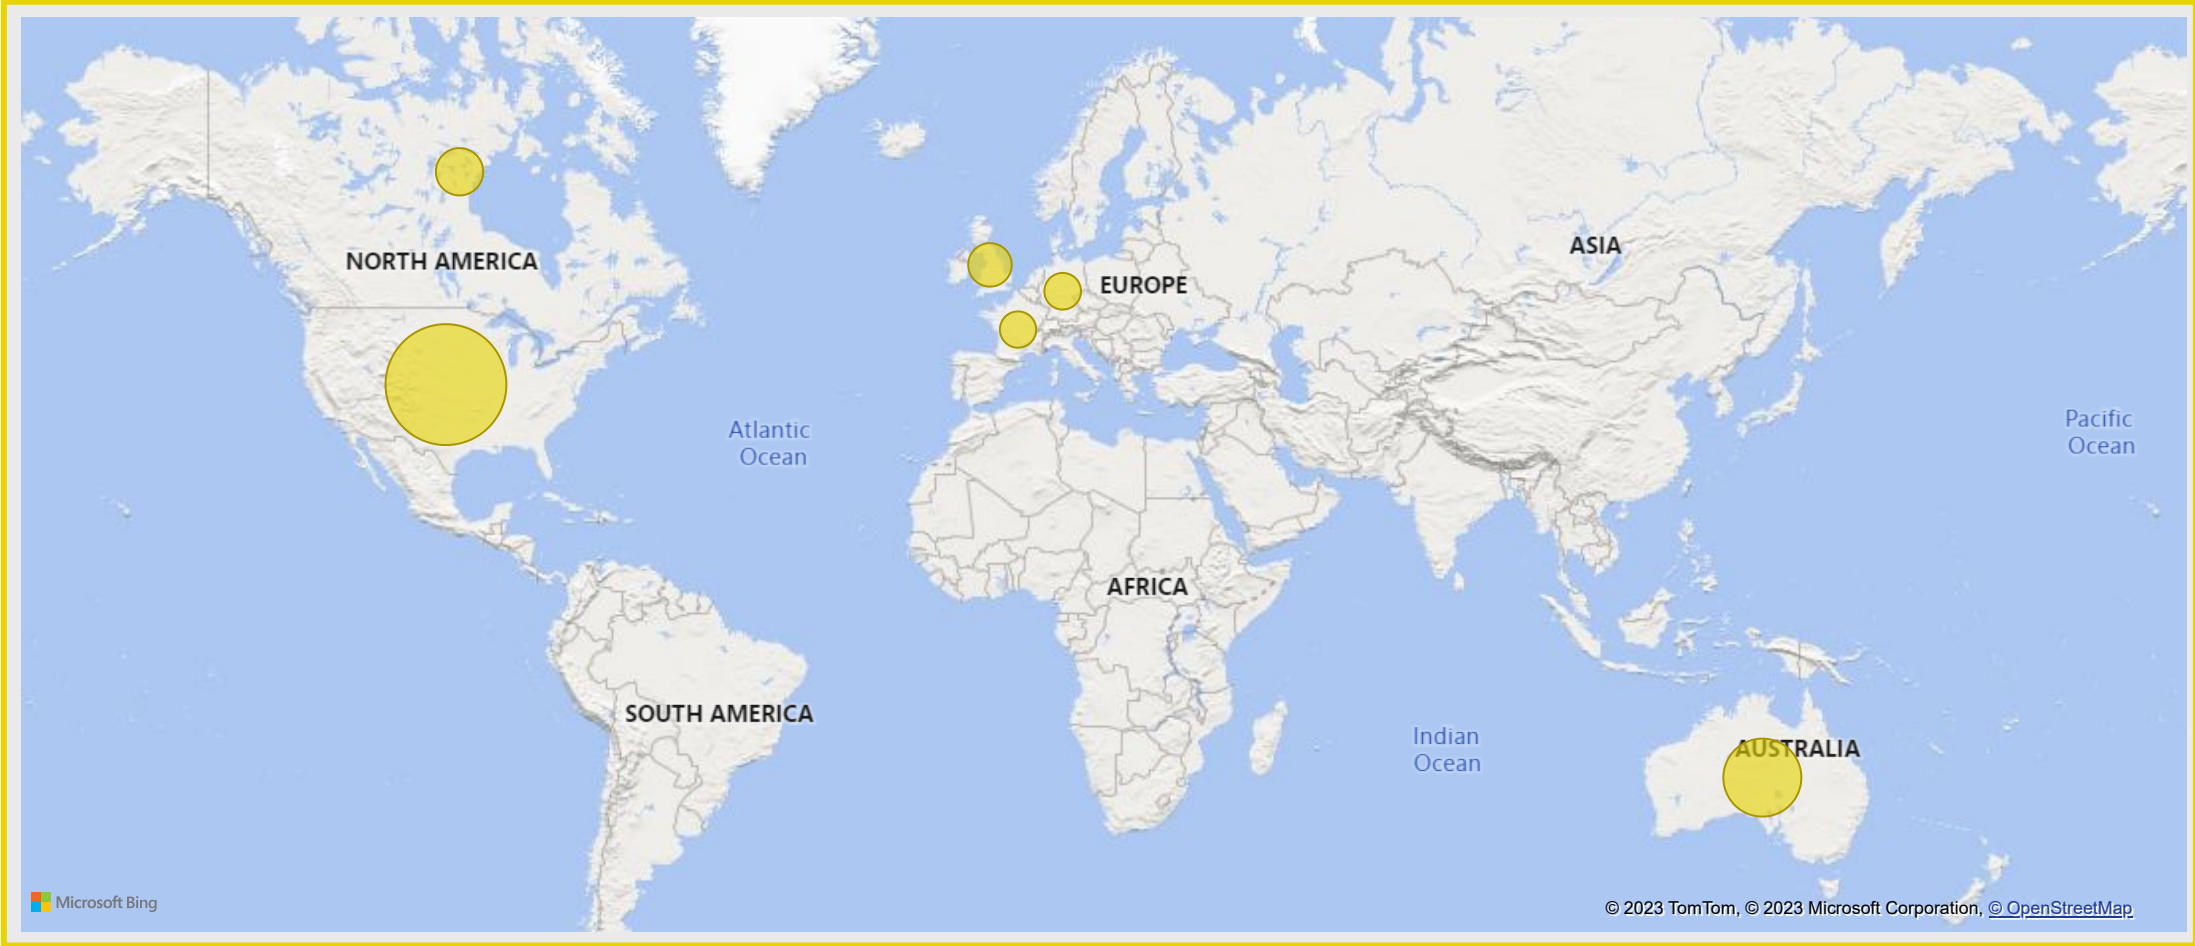 NORTH AMERICA
ASIA
EUROPE
Atlantic
Ocean
Pacific
Ocean
AFRICA
SOUTH AMERICA
Indian
Ocean
AUSTRALIA
Microsoft Bing
© 2023 TomTom, © 2023 Microsoft Corporation, © OpenStreetMap